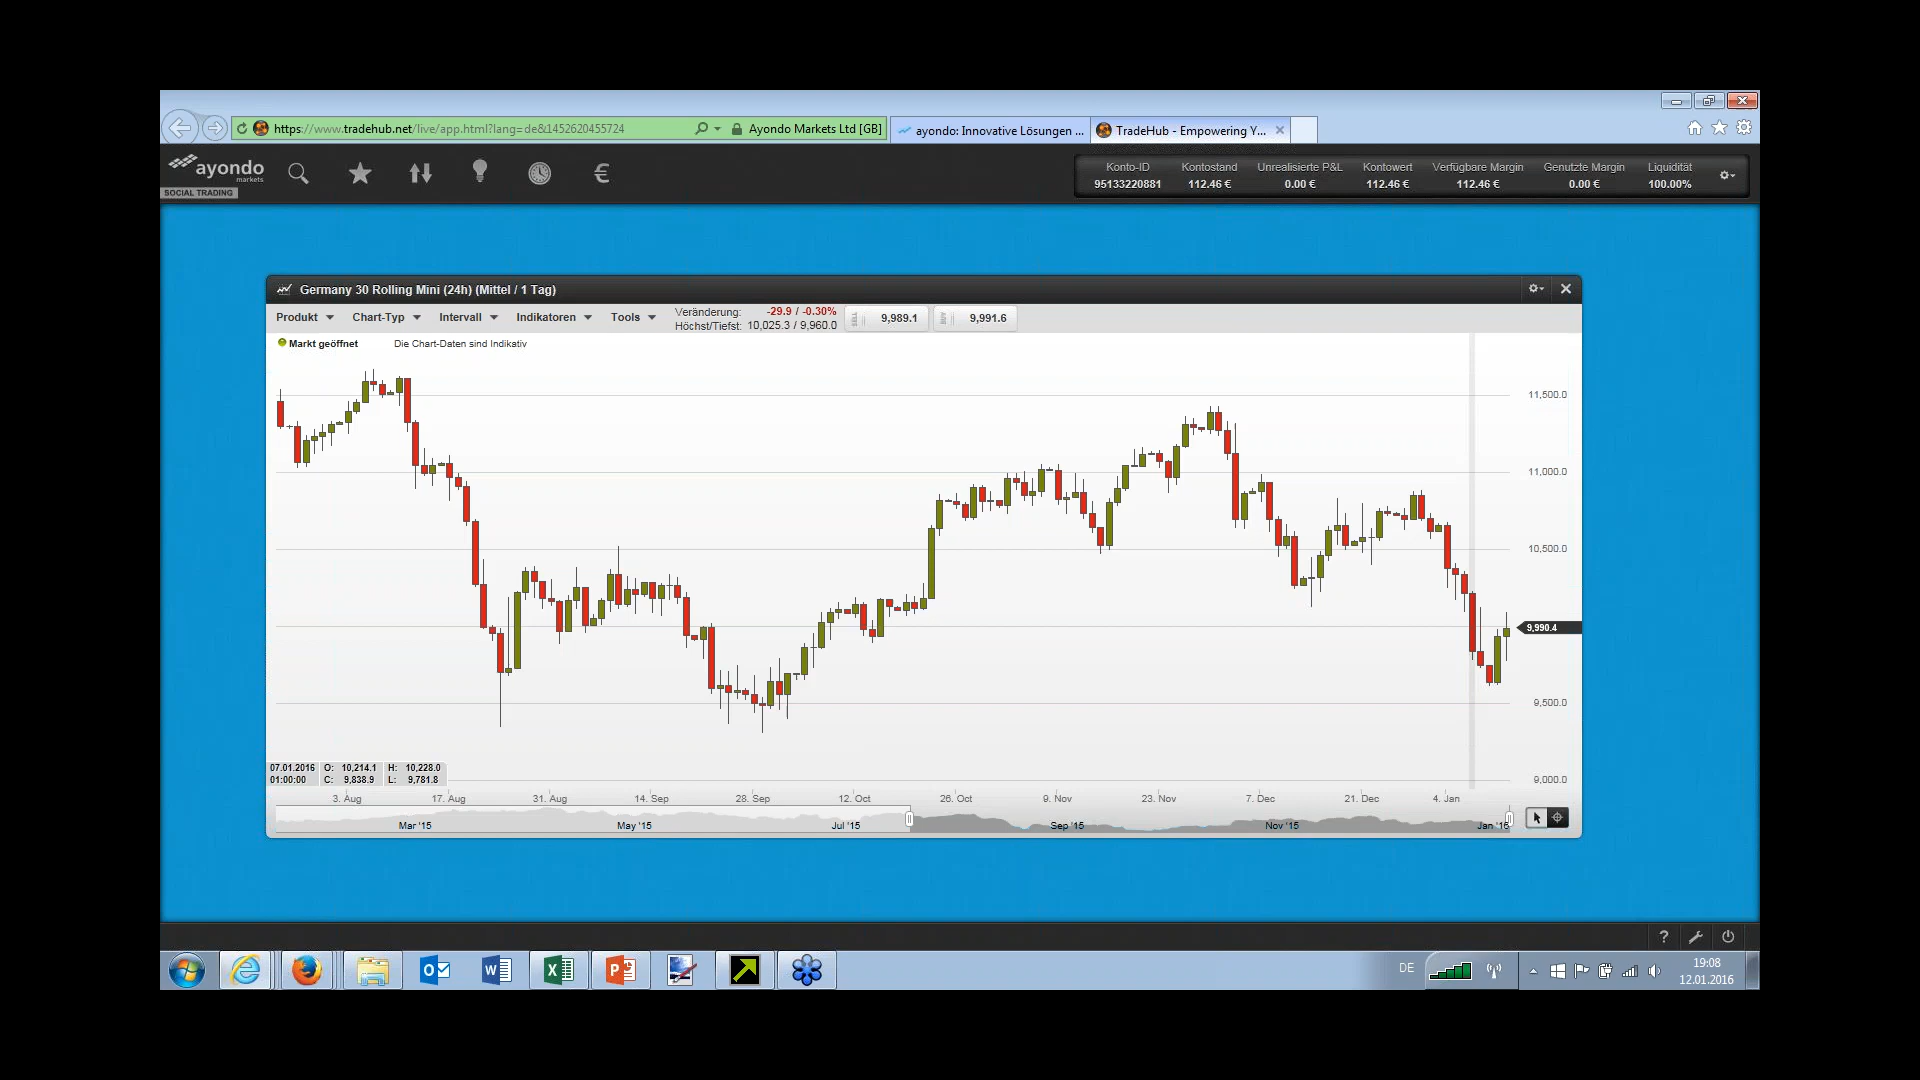 https://www.tradehub.net/live/app.html?lang=de&1452620455724
Ayondo Markets Ltd [GB]
ayondo: Innovative Lösungen ...
TradeHub - Empowering Y...
ayondo
markets
SOCIAL TRADING
€
Konto-ID Kontostand Unrealisierte P&L Kontowert Verfügbare Margin Genutzte Margin Liquidität
95133220881 112.46 € 0.00 € 112.46 € 112.46 € 0.00 € 100.00%
Germany 30 Rolling Mini (24h) (Mittel / 1 Tag)
Produkt Chart-Typ Intervall Indikatoren Tools
Veränderung: -29.9 / -0.30%
Höchst/Tiefst: 10,025.3 / 9,960.0
SELL 9,989.1
BUY 9,991.6
Markt geöffnet Die Chart-Daten sind Indikativ
11,500.0
11,000.0
10,500.0
9,990.4
9,500.0
9,000.0
07.01.2016 O: 10,214.1 H: 10,228.0
01:00:00 C: 9,838.9 L: 9,781.8
3. Aug 17. Aug 31. Aug 14. Sep 28. Sep 12. Oct 26. Oct 9. Nov 23. Nov 7. Dec 21. Dec 4. Jan
Mar '15 May '15 Jul '15 Sep '15 Nov '15 Jan '16
?
DE
19:08
12.01.2016